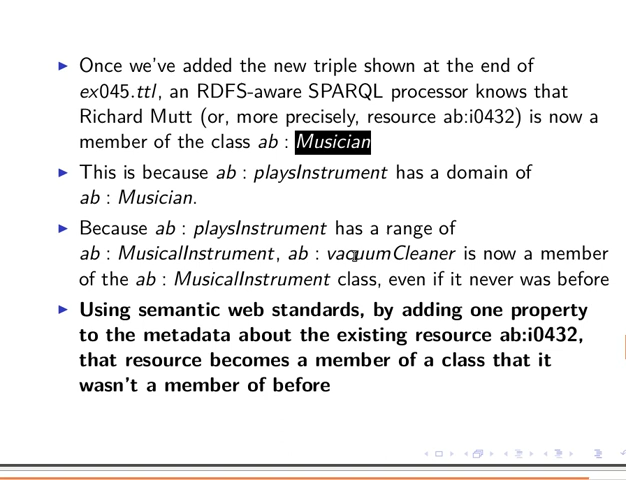 Once we've added the new triple shown at the end of
ex045.ttl, an RDFS-aware SPARQL processor knows that
Richard Mutt (or, more precisely, resource ab:i0432) is now a
member of the class ab : Musician
This is because ab : playsInstrument has a domain of
ab : Musician.
Because ab : playsInstrument has a range of
ab : MusicalInstrument, ab : vacuumCleaner is now a member
of the ab : MusicalInstrument class, even if it never was before
Using semantic web standards, by adding one property
to the metadata about the existing resource ab:i0432,
that resource becomes a member of a class that it
wasn't a member of before